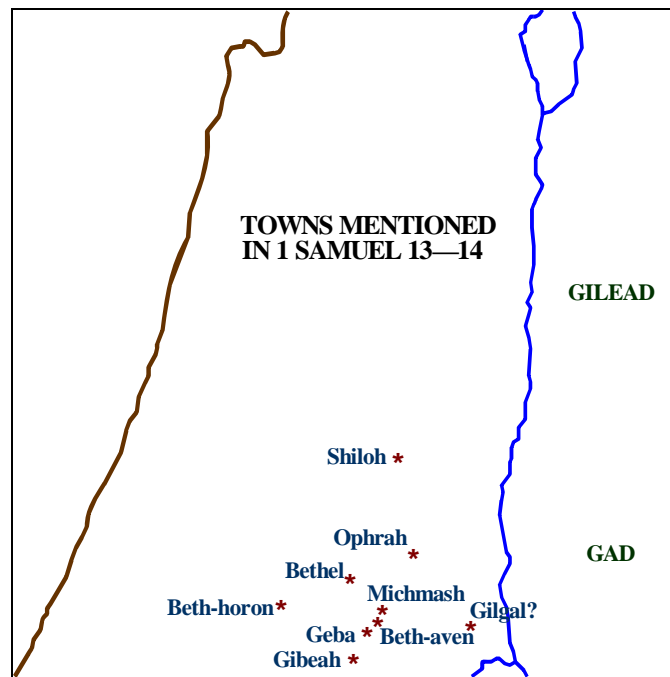 TOWNS MENTIONED
IN 1 SAMUEL 13—14
GILEAD
Shiloh *
Ophrah
*
GAD
Bethel *
Michmash
*
Beth-horon *
Gilgal?
*
Geba *
* Beth-aven
Gibeah *